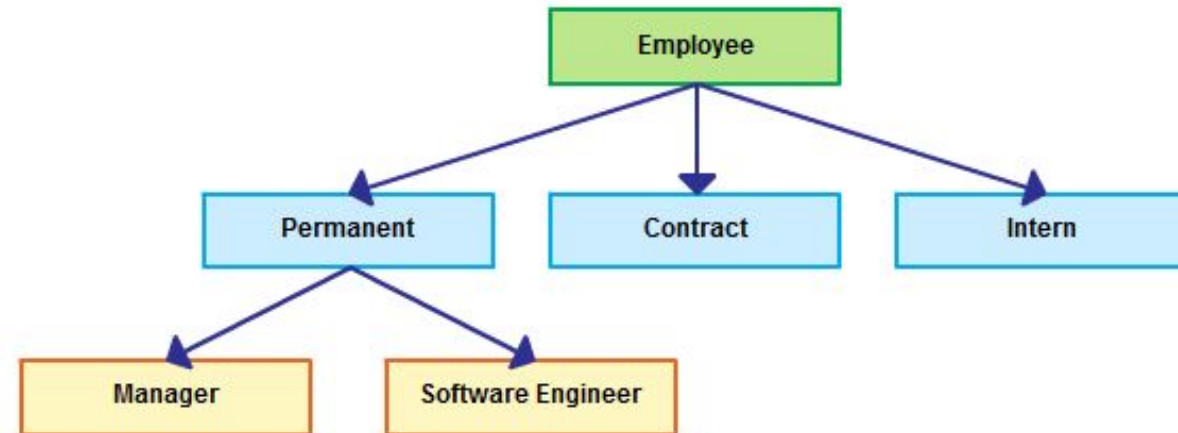 Employee
Permanent
Contract
Intern
Manager
Software Engineer